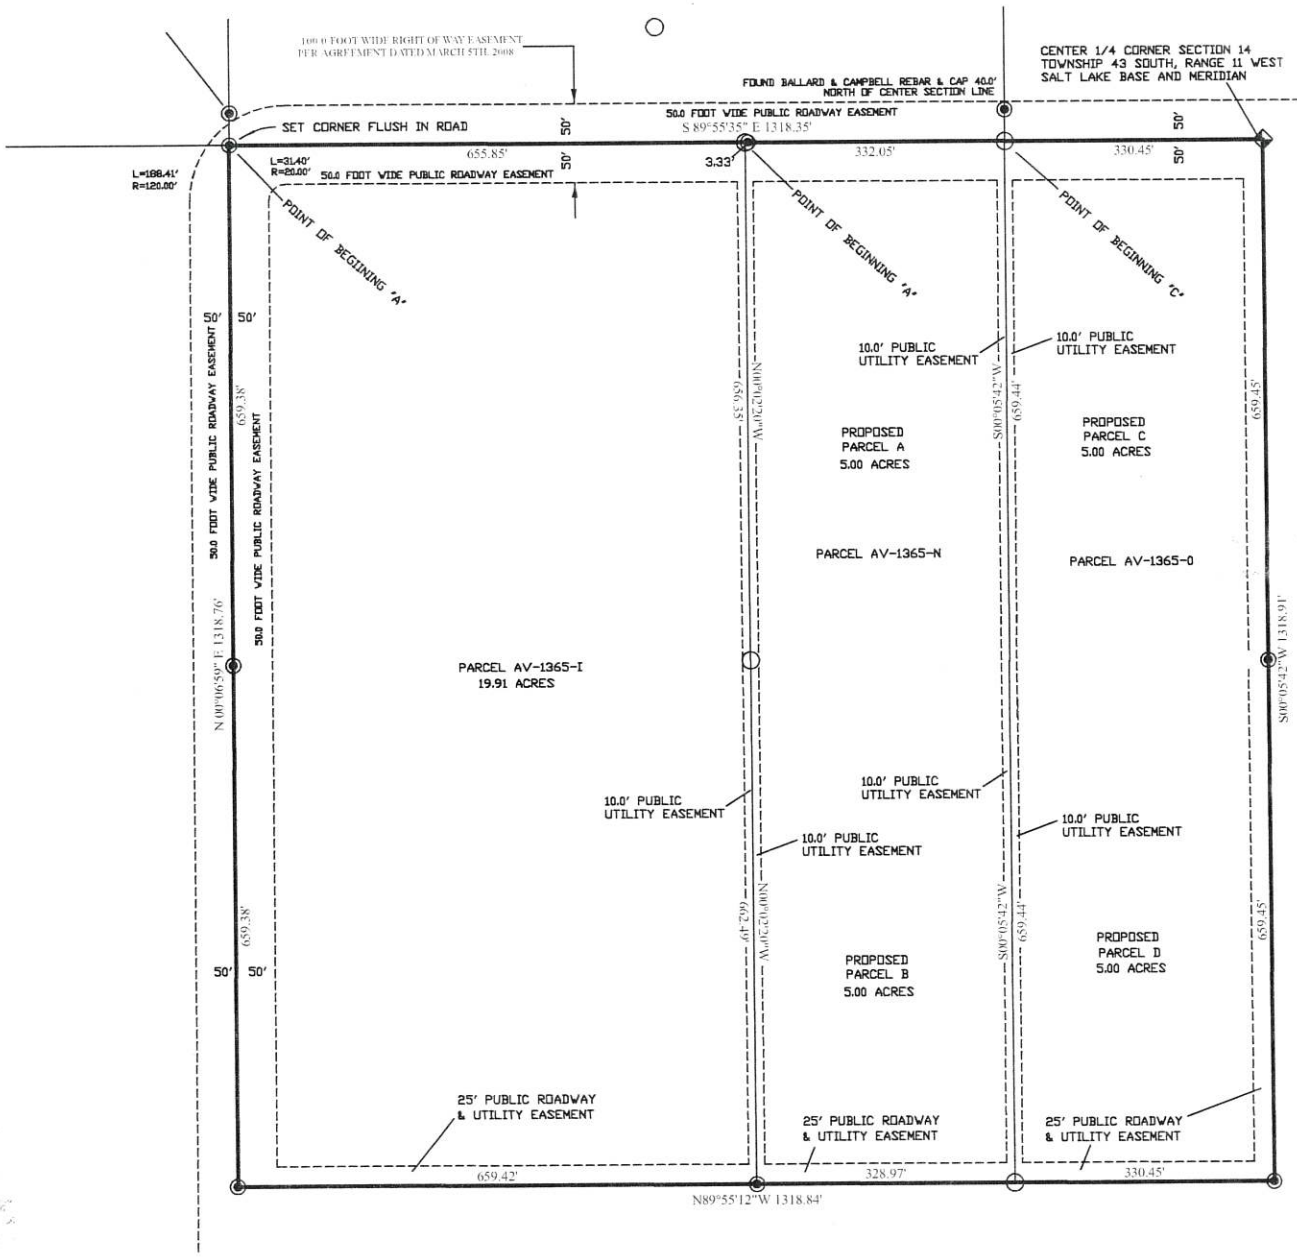 100.0 FOOT WIDE RIGHT OF WAY EASEMENT
PER AGREEMENT DATED MARCH 5TH, 2008
CENTER 1/4 CORNER SECTION 14
TOWNSHIP 43 SOUTH, RANGE 11 WEST
SALT LAKE BASE AND MERIDIAN
FOUND BALLARD & CAMPBELL REBAR & CAP 40.0'
NORTH OF CENTER SECTION LINE
50.0 FOOT WIDE PUBLIC ROADWAY EASEMENT
S 89°55'35" E 1318.35'
SET CORNER FLUSH IN ROAD
50'
50'
50'
50'
655.85'
3.33'
332.05'
330.45'
L=188.41'
R=120.00'
L=31.40'
R=20.00'
50.0 FOOT WIDE PUBLIC ROADWAY EASEMENT
POINT OF BEGIINING "A"
POINT OF BEGINNING "A"
POINT OF BEGINNING "C"
50' 50'
50.0 FOOT WIDE PUBLIC ROADWAY EASEMENT
659.38'
50.0 FOOT WIDE PUBLIC ROADWAY EASEMENT
N 00°06'59" E 1318.76'
656.35'
N00°02'20"W
10.0' PUBLIC
UTILITY EASEMENT
S00°05'42"W
659.44'
10.0' PUBLIC
UTILITY EASEMENT
659.45'
PROPOSED
PARCEL A
5.00 ACRES
PROPOSED
PARCEL C
5.00 ACRES
PARCEL AV-1365-N
PARCEL AV-1365-O
S00°05'42"W 1318.91'
PARCEL AV-1365-I
19.91 ACRES
10.0' PUBLIC
UTILITY EASEMENT
10.0' PUBLIC
UTILITY EASEMENT
10.0' PUBLIC
UTILITY EASEMENT
10.0' PUBLIC
UTILITY EASEMENT
659.38'
662.49'
N00°02'20"W
S00°05'42"W
659.44'
659.45'
50' 50'
PROPOSED
PARCEL B
5.00 ACRES
PROPOSED
PARCEL D
5.00 ACRES
25' PUBLIC ROADWAY
& UTILITY EASEMENT
25' PUBLIC ROADWAY
& UTILITY EASEMENT
25' PUBLIC ROADWAY
& UTILITY EASEMENT
659.42'
328.97'
330.45'
N89°55'12"W 1318.84'